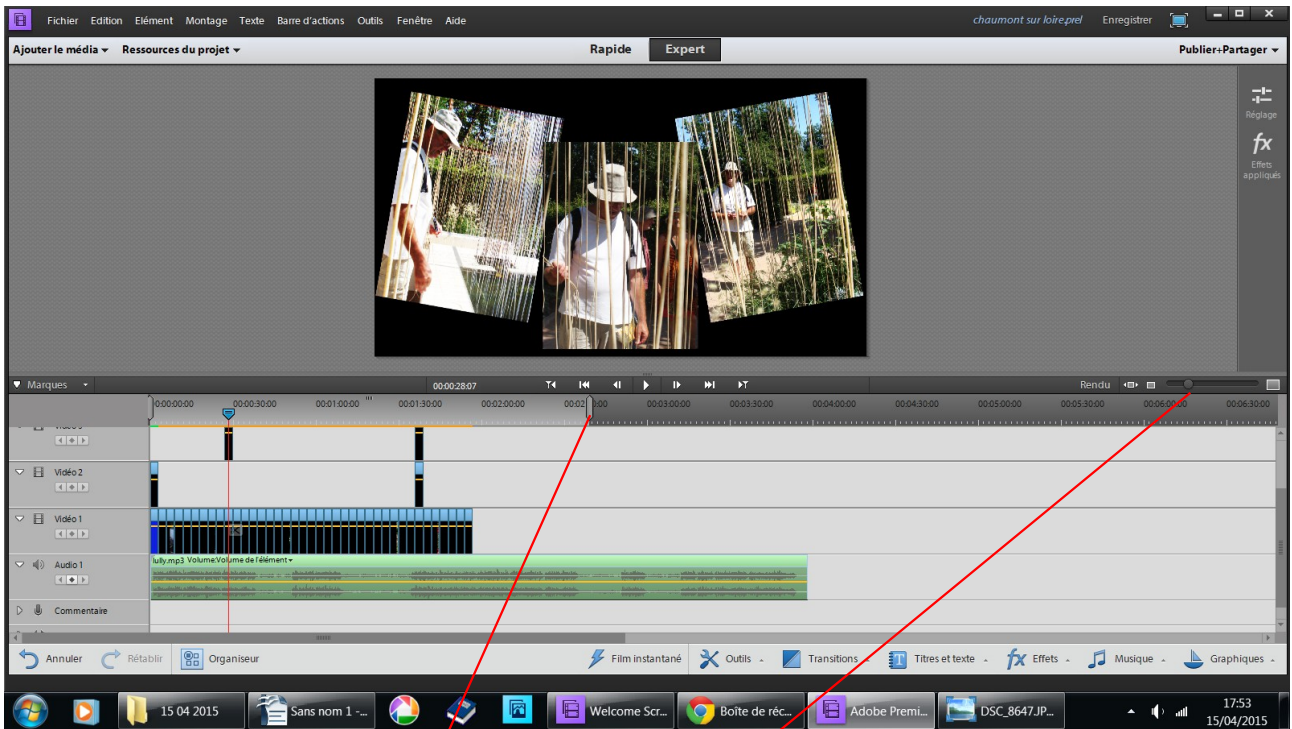 Fichier Edition Elément Montage Texte Barre d'actions Outils Fenêtre Aide chaumont sur loire.prel Enregistrer
Ajouter le média Ressources du projet Rapide Expert Publier+Partager
Réglage
fx
Effets
appliqués
Marques 00:00:28:07 Rendu
0:00:00:00 00:00:30:00 00:01:00:00 00:01:30:00 00:02:00:00 00:02 0:00 00:03:00:00 00:03:30:00 00:04:00:00 00:04:30:00 00:05:00:00 00:05:30:00 00:06:00:00 00:06:30:00
Vidéo 2
Vidéo 1
lully.mp3 Volume:Volume de l'élément
Audio 1
Commentaire
Annuler Rétablir Organiseur Film instantané Outils Transitions Titres et texte fx Effets Musique Graphiques
15 04 2015 Sans nom 1 -... Welcome Scr... Boîte de réc... Adobe Premi... DSC_8647.JP... 17:53
15/04/2015